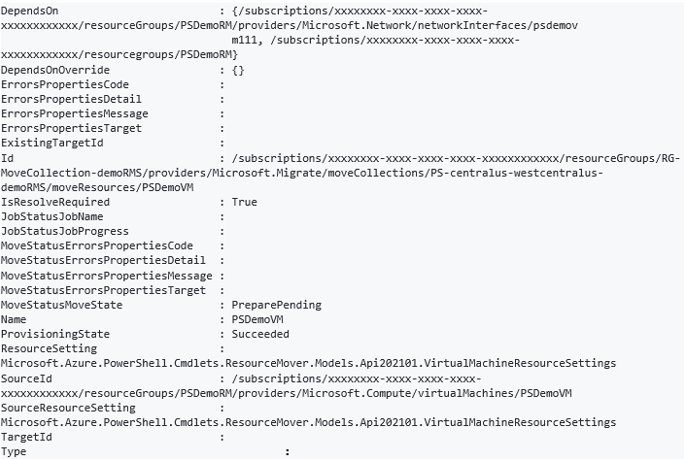 DependsOn                         : {/subscriptions/xxxxxxxx-xxxx-xxxx-xxxx-
xxxxxxxxxxxx/resourceGroups/PSDemoRM/providers/Microsoft.Network/networkInterfaces/psdemov
                                    m111, /subscriptions/xxxxxxxx-xxxx-xxxx-xxxx-
xxxxxxxxxxxx/resourcegroups/PSDemoRM}
DependsOnOverride                 : {}
ErrorsPropertiesCode              :
ErrorsPropertiesDetail            :
ErrorsPropertiesMessage           :
ErrorsPropertiesTarget            :
ExistingTargetId                  :
Id                                : /subscriptions/xxxxxxxx-xxxx-xxxx-xxxx-xxxxxxxxxxxx/resourceGroups/RG-
MoveCollection-demoRMS/providers/Microsoft.Migrate/moveCollections/PS-centralus-westcentralus-
demoRMS/moveResources/PSDemoVM
IsResolveRequired                 : True
JobStatusJobName                  :
JobStatusJobProgress              :
MoveStatusErrorsPropertiesCode    :
MoveStatusErrorsPropertiesDetail  :
MoveStatusErrorsPropertiesMessage :
MoveStatusErrorsPropertiesTarget  :
MoveStatusMoveState               : PreparePending
Name                              : PSDemoVM
ProvisioningState                 : Succeeded
ResourceSetting                   :
Microsoft.Azure.PowerShell.Cmdlets.ResourceMover.Models.Api202101.VirtualMachineResourceSettings
SourceId                          : /subscriptions/xxxxxxxx-xxxx-xxxx-xxxx-
xxxxxxxxxxxx/resourceGroups/PSDemoRM/providers/Microsoft.Compute/virtualMachines/PSDemoVM
SourceResourceSetting             :
Microsoft.Azure.PowerShell.Cmdlets.ResourceMover.Models.Api202101.VirtualMachineResourceSettings
TargetId                          :
Type                                        :